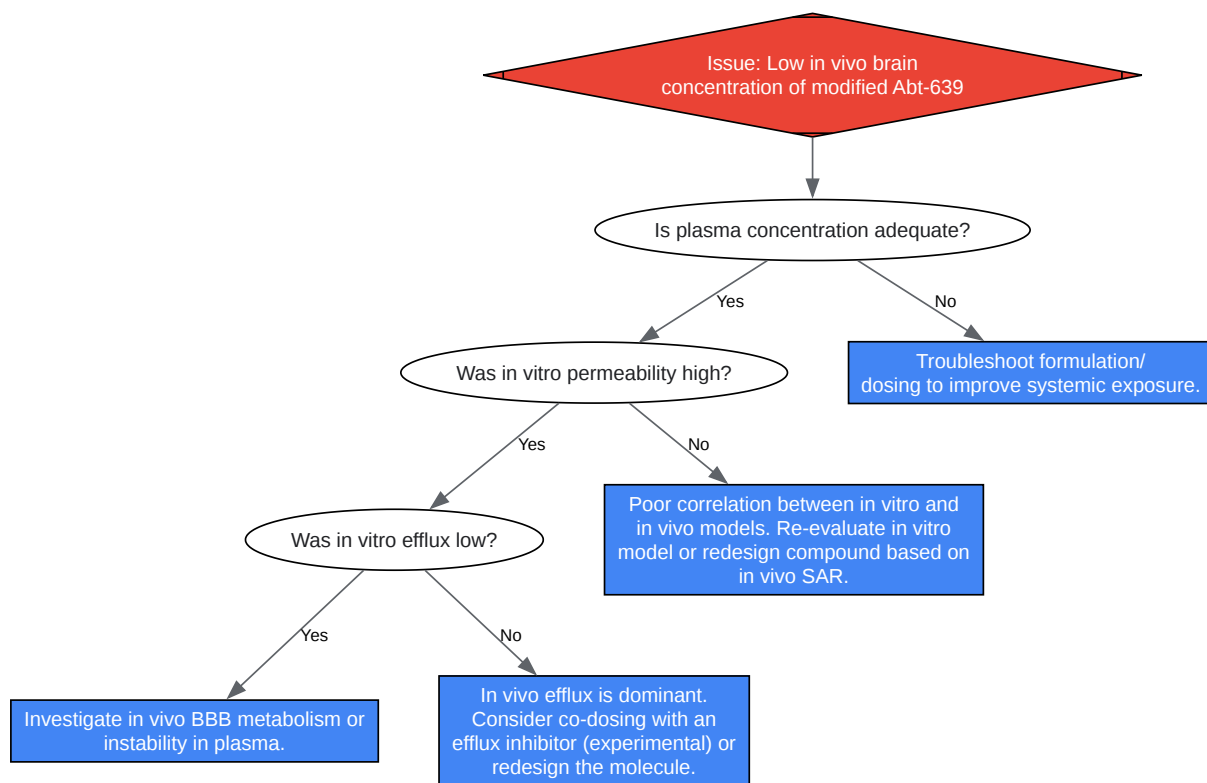 Issue: Low in vivo brain
concentration of modified Abt-639
Is plasma concentration adequate?
Yes
No
Was in vitro permeability high?
Troubleshoot formulation/
dosing to improve systemic exposure.
Yes
No
Was in vitro efflux low?
Poor correlation between in vitro and
in vivo models. Re-evaluate in vitro
model or redesign compound based on
in vivo SAR.
Yes
No
Investigate in vivo BBB metabolism or
instability in plasma.
In vivo efflux is dominant.
Consider co-dosing with an
efflux inhibitor (experimental) or
redesign the molecule.